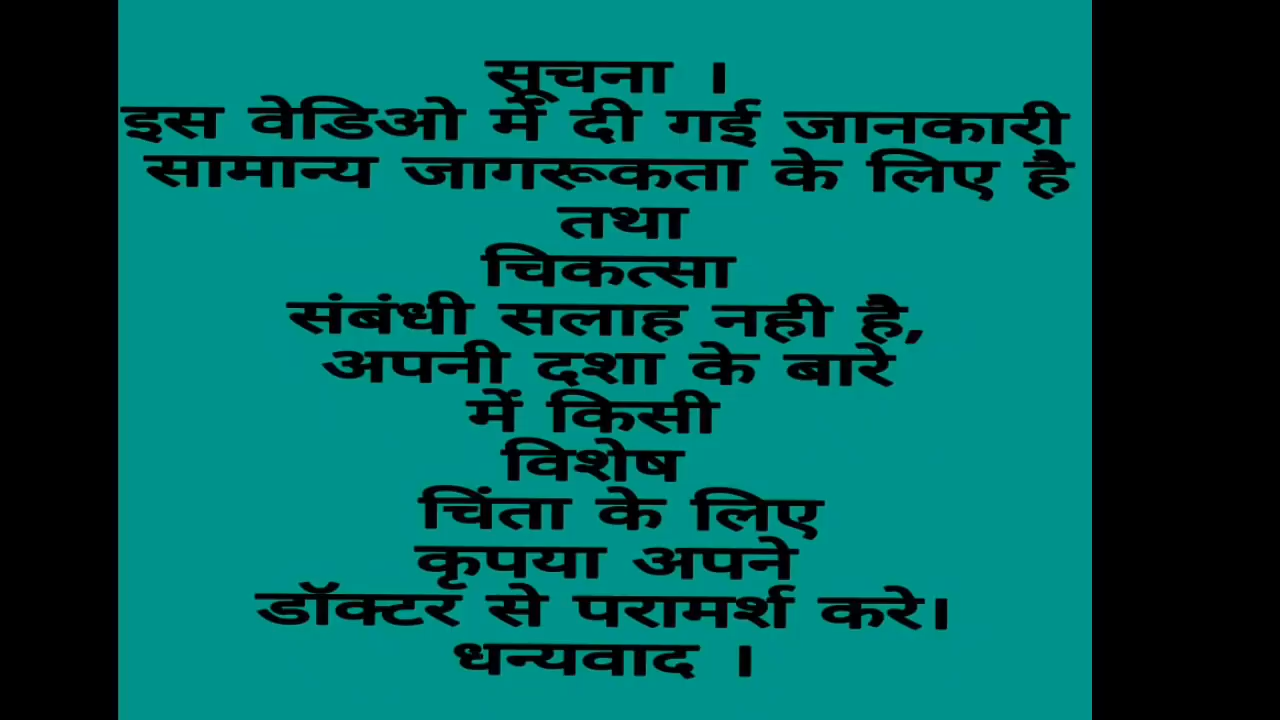 सूचना ।
इस वेडिओ में दी गई जानकारी
सामान्य जागरूकता के लिए है
तथा
चिकत्सा
संबंधी सलाह नही है,
अपनी दशा के बारे
में किसी
विशेष
चिंता के लिए
कृपया अपने
डॉक्टर से परामर्श करे।
धन्यवाद ।